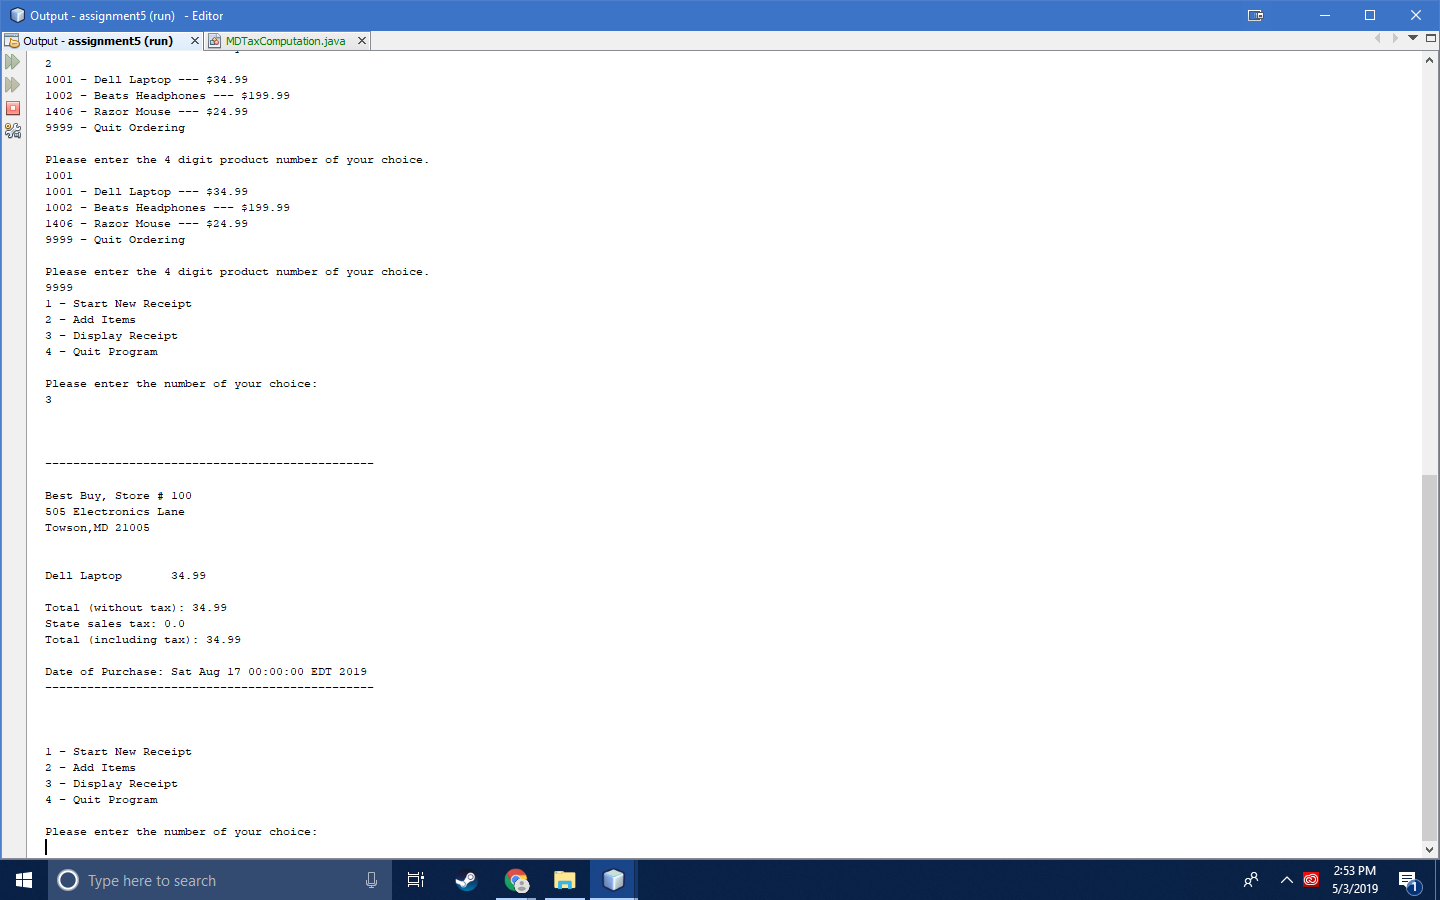 Output - assignment5 (run) - Editor
Output - assignment5 (run) MDTaxComputation.java
2
1001 - Dell Laptop --- $34.99
1002 - Beats Headphones --- $199.99
1406 - Razor Mouse --- $24.99
9999 - Quit Ordering
Please enter the 4 digit product number of your choice.
1001
1001 - Dell Laptop --- $34.99
1002 - Beats Headphones --- $199.99
1406 - Razor Mouse --- $24.99
9999 - Quit Ordering
Please enter the 4 digit product number of your choice.
9999
1 - Start New Receipt
2 - Add Items
3 - Display Receipt
4 - Quit Program
Please enter the number of your choice:
3
-----------------------------------------------
Best Buy, Store # 100
505 Electronics Lane
Towson,MD 21005
Dell Laptop       34.99
Total (without tax): 34.99
State sales tax: 0.0
Total (including tax): 34.99
Date of Purchase: Sat Aug 17 00:00:00 EDT 2019
-----------------------------------------------
1 - Start New Receipt
2 - Add Items
3 - Display Receipt
4 - Quit Program
Please enter the number of your choice:
Type here to search
2:53 PM
5/3/2019
1